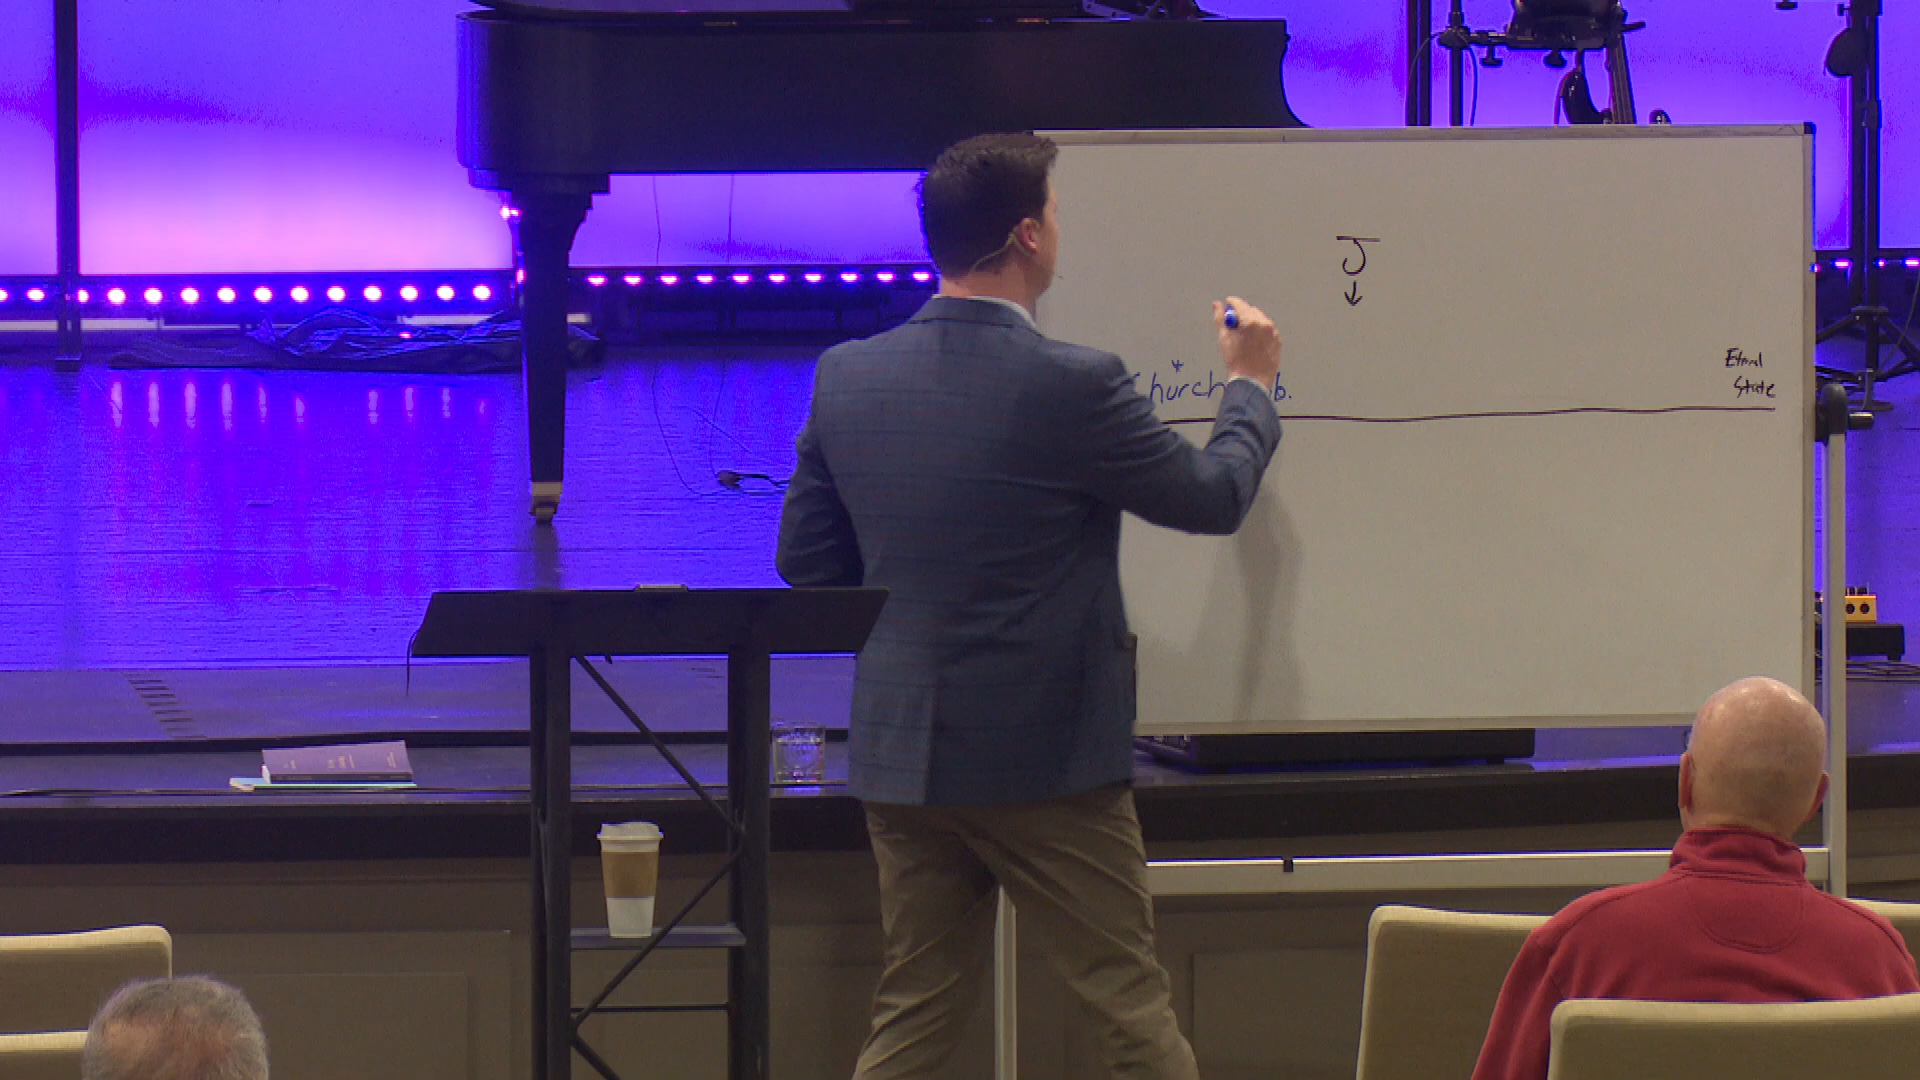 J
Church
b.
Eternal
State